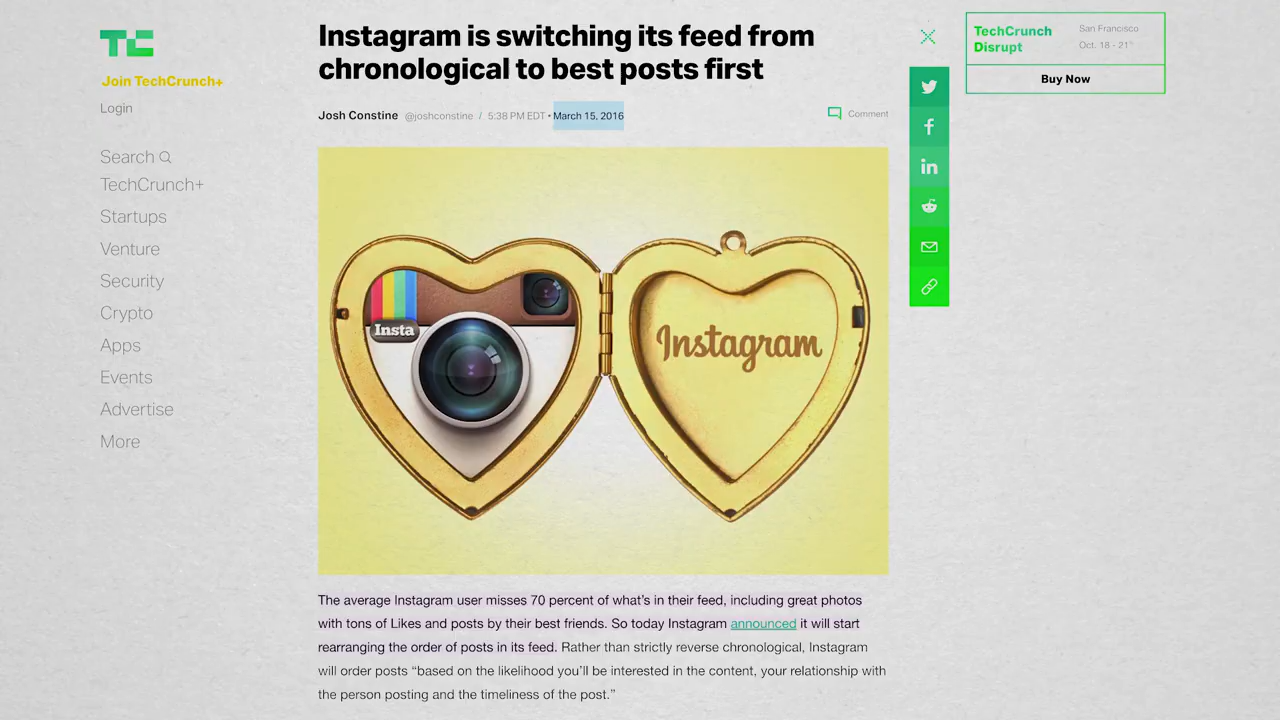 TC
Join TechCrunch+
Login
Search
TechCrunch+
Startups
Venture
Security
Crypto
Apps
Events
Advertise
More
Instagram is switching its feed from
chronological to best posts first
Josh Constine @joshconstine / 5:38 PM EDT • March 15, 2016
Comment
Insta
Instagram
The average Instagram user misses 70 percent of what’s in their feed, including great photos
with tons of Likes and posts by their best friends. So today Instagram announced it will start
rearranging the order of posts in its feed. Rather than strictly reverse chronological, Instagram
will order posts “based on the likelihood you’ll be interested in the content, your relationship with
the person posting and the timeliness of the post.”
in
TechCrunch
Disrupt
San Francisco
Oct. 18 - 21
Buy Now